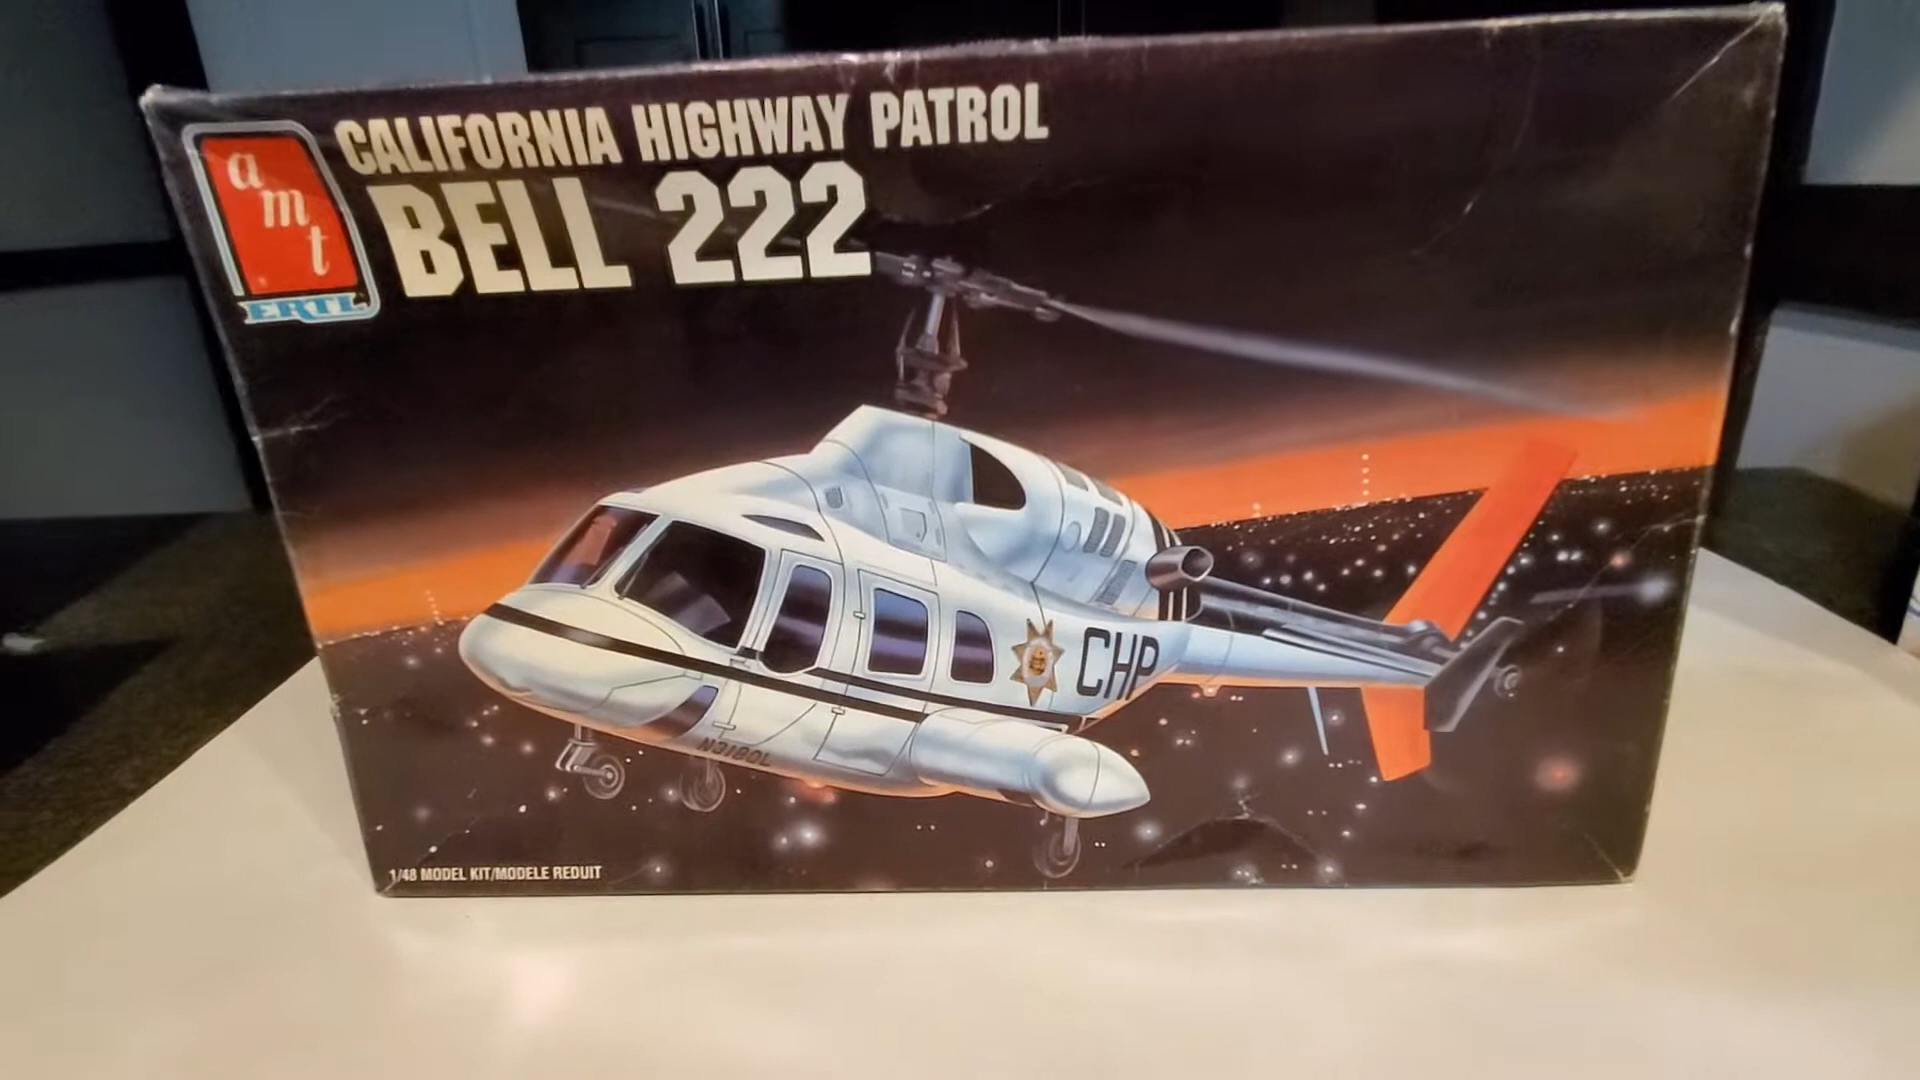 CALIFORNIA HIGHWAY PATROL
BELL 222
amt
ERTL
CHP
N3180L
1/48 MODEL KIT/MODELE REDUIT